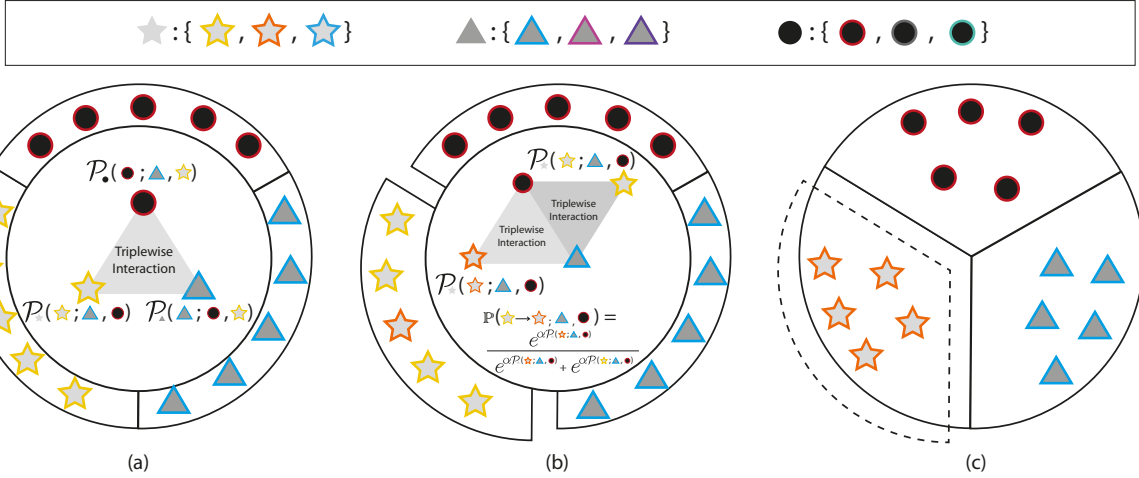 : { , , }
: { , , }
: { , , }
𝒫●( ; , )
Triplewise
Interaction
𝒫★( ; , )
𝒫▲( ; , )
(a)
𝒫★( ; , )
Triplewise
Interaction
Triplewise
Interaction
𝒫★( ; , )
ℙ( → ; , ) =
e^α𝒫( ; , )
e^α𝒫( ; , ) + e^α𝒫( ; , )
(b)
(c)